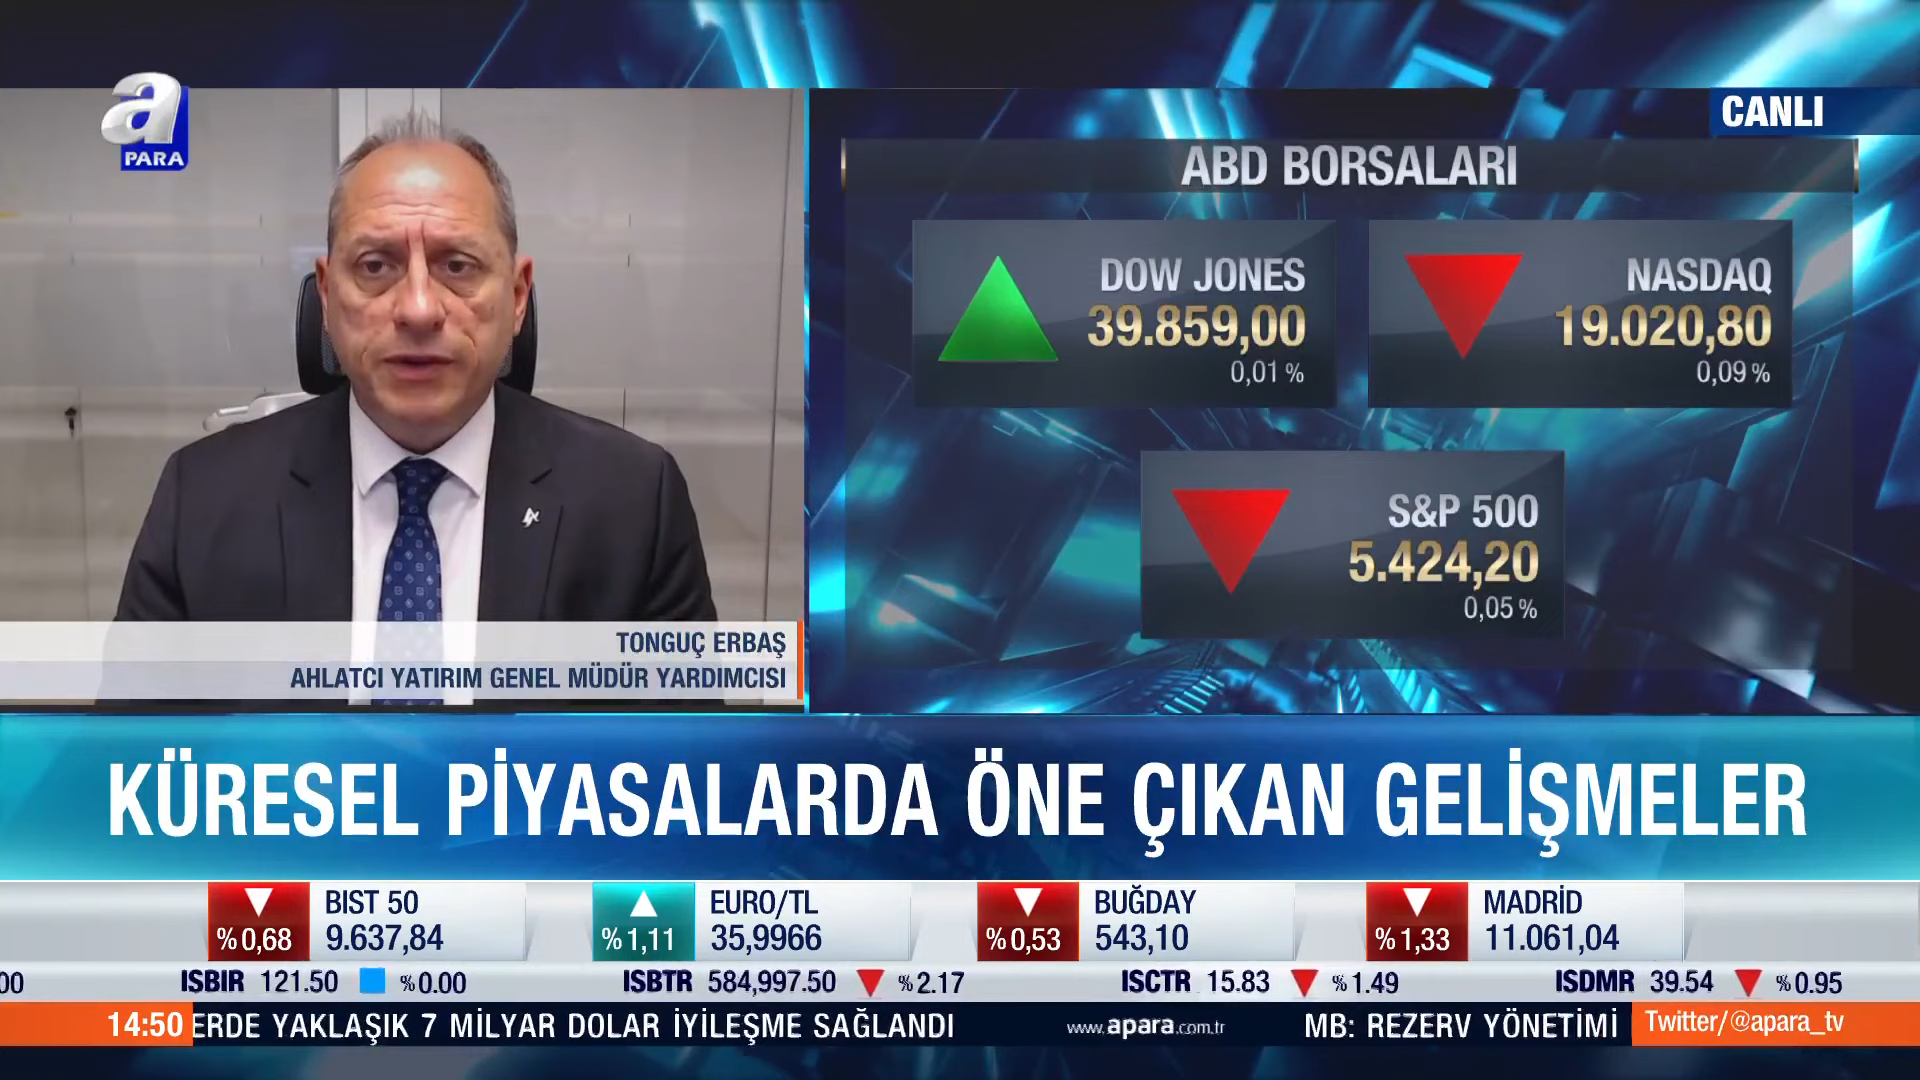 a
PARA
CANLI
ABD BORSALARI
DOW JONES
39.859,00
0,01 %
NASDAQ
19.020,80
0,09 %
S&P 500
5.424,20
0,05 %
TONGUÇ ERBAŞ
AHLATCI YATIRIM GENEL MÜDÜR YARDIMCISI
KÜRESEL PİYASALARDA ÖNE ÇIKAN GELİŞMELER
%0,68 BIST 50 9.637,84
%1,11 EURO/TL 35,9966
%0,53 BUĞDAY 543,10
%1,33 MADRİD 11.061,04
00 ISBIR 121.50 %0.00 ISBTR 584,997.50 %2.17 ISCTR 15.83 %1.49 ISDMR 39.54 %0.95
14:50 ERDE YAKLAŞIK 7 MİLYAR DOLAR İYİLEŞME SAĞLANDI www.apara.com.tr MB: REZERV YÖNETİMİ Twitter/@apara_tv